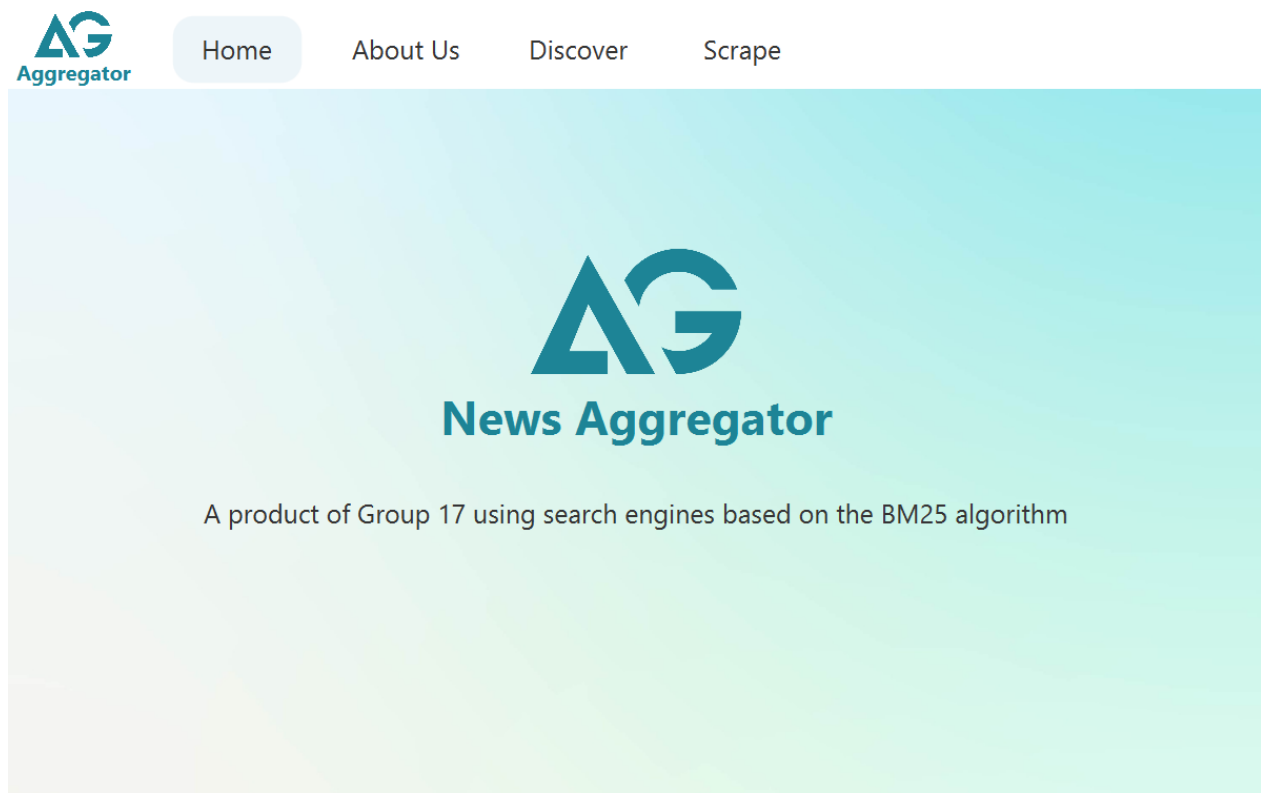 AG
Aggregator
Home
About Us
Discover
Scrape
AG
News Aggregator
A product of Group 17 using search engines based on the BM25 algorithm